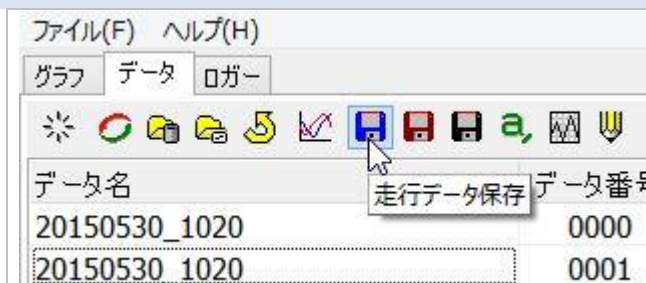 ファイル(F) ヘルプ(H)
グラフ データ ロガー
a,
走行データ保存
データ名 データ番号
20150530_1020 0000
20150530_1020 0001